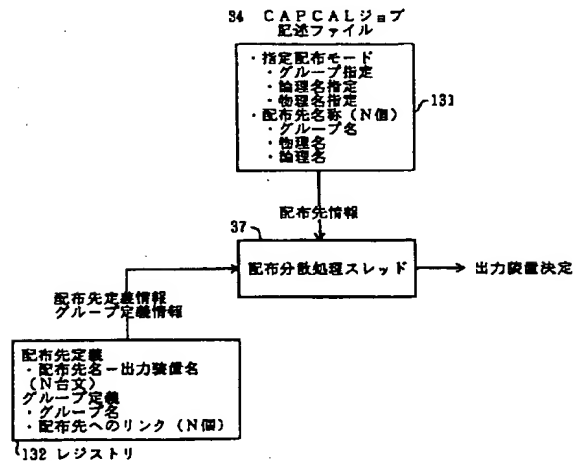 34 CAPCALジョブ
記述ファイル
・指定配布モード
・グループ指定
・論理名指定
・物理名指定
・配布先名称（N個）
・グループ名
・物理名
・論理名
131
配布先情報
37
配布分散処理スレッド
出力装置決定
配布先定義情報
グループ定義情報
配布先定義
・配布先名－出力装置名
（N台文）
グループ定義
・グループ名
・配布先へのリンク（N個）
132 レジストリ